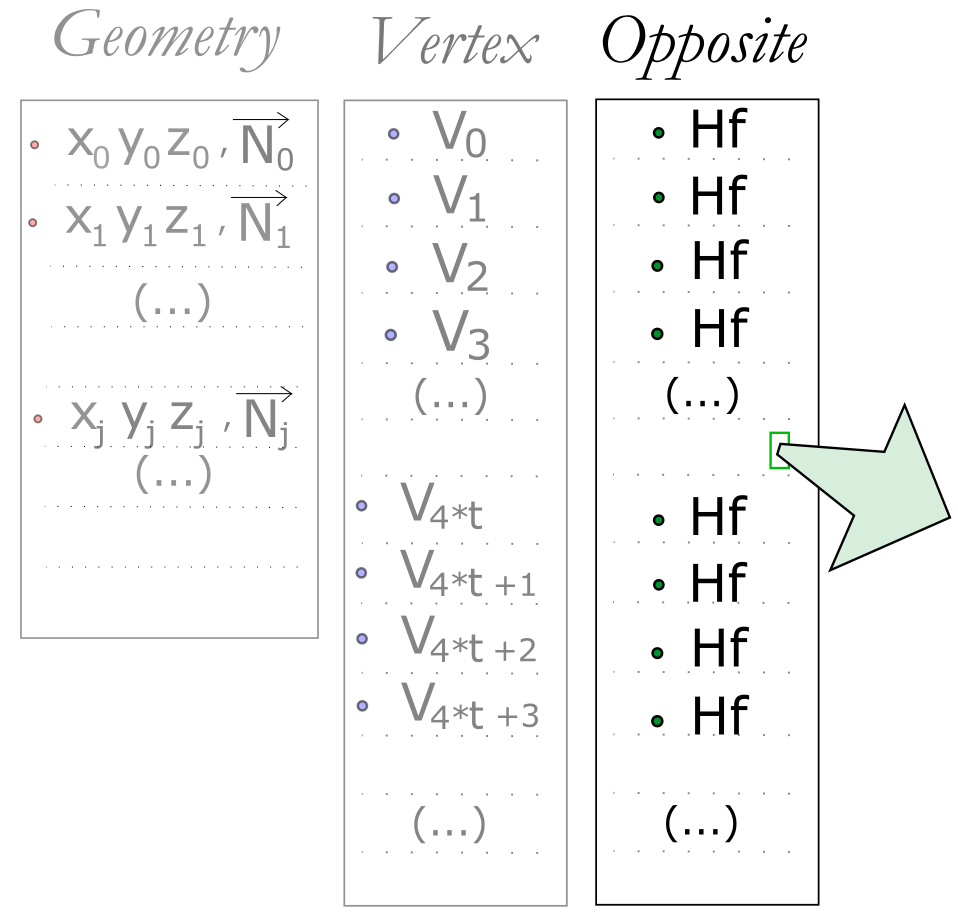 Geometry
x0 y0 z0 , N0
x1 y1 z1 , N1
(...)
xj yj zj , Nj
(...)
Vertex
V0
V1
V2
V3
(...)
V4*t
V4*t +1
V4*t +2
V4*t +3
(...)
Opposite
Hf
Hf
Hf
Hf
(...)
Hf
Hf
Hf
Hf
(...)